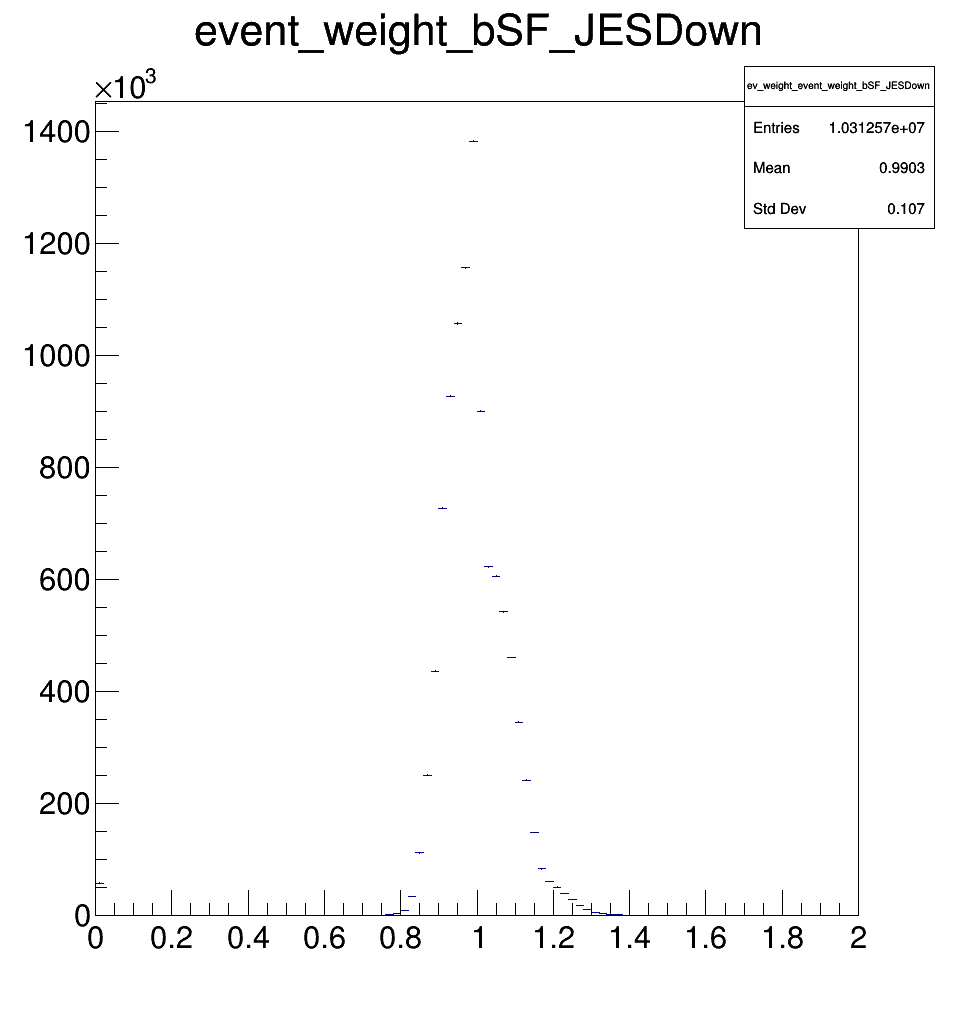 event_weight_bSF_JESDown
×10³
ev_weight_event_weight_bSF_JESDown
Entries 1.031257e+07
Mean 0.9903
Std Dev 0.107
1400
1200
1000
800
600
400
200
0
0 0.2 0.4 0.6 0.8 1 1.2 1.4 1.6 1.8 2